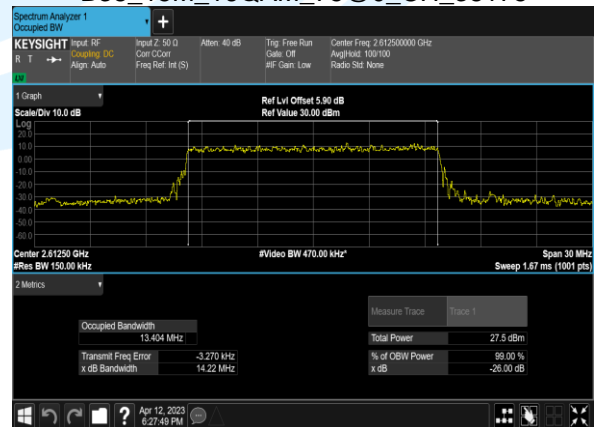 Spectrum Analyzer 1
Occupied BW
KEYSIGHT
R T
LW
Input: RF
Coupling: DC
Align: Auto
Input Z: 50 Ω
Corr CCorr
Freq Ref: Int (S)
Atten: 40 dB
Trig: Free Run
Gate: Off
#IF Gain: Low
Center Freq: 2.612500000 GHz
Avg|Hold: 100/100
Radio Std: None
1 Graph
Scale/Div 10.0 dB
Ref Lvl Offset 5.90 dB
Ref Value 30.00 dBm
Log
20.0
10.0
0.00
-10.0
-20.0
-30.0
-40.0
-50.0
-60.0
Center 2.61250 GHz
#Res BW 150.00 kHz
#Video BW 470.00 kHz*
Span 30 MHz
Sweep 1.67 ms (1001 pts)
2 Metrics
Measure Trace Trace 1
Occupied Bandwidth
13.404 MHz
Total Power 27.5 dBm
Transmit Freq Error -3.270 kHz
x dB Bandwidth 14.22 MHz
% of OBW Power 99.00 %
x dB -26.00 dB
Apr 12, 2023
6:27:49 PM